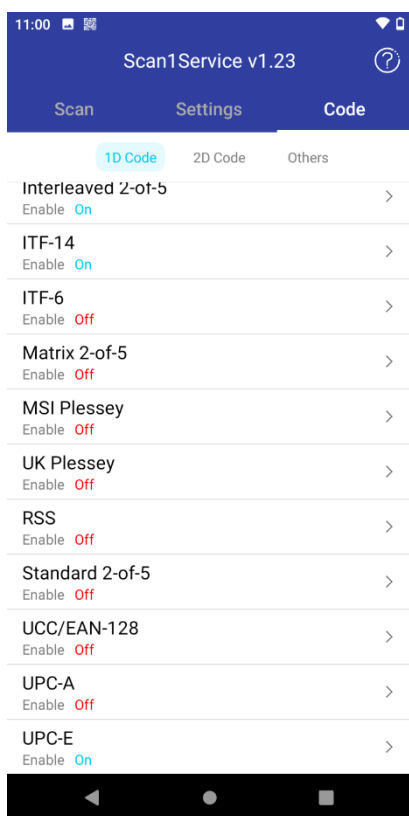 11:00
Scan1Service v1.23
Scan Settings Code
1D Code 2D Code Others
Interleaved 2-of-5
Enable On
ITF-14
Enable On
ITF-6
Enable Off
Matrix 2-of-5
Enable Off
MSI Plessey
Enable Off
UK Plessey
Enable Off
RSS
Enable Off
Standard 2-of-5
Enable Off
UCC/EAN-128
Enable Off
UPC-A
Enable Off
UPC-E
Enable On